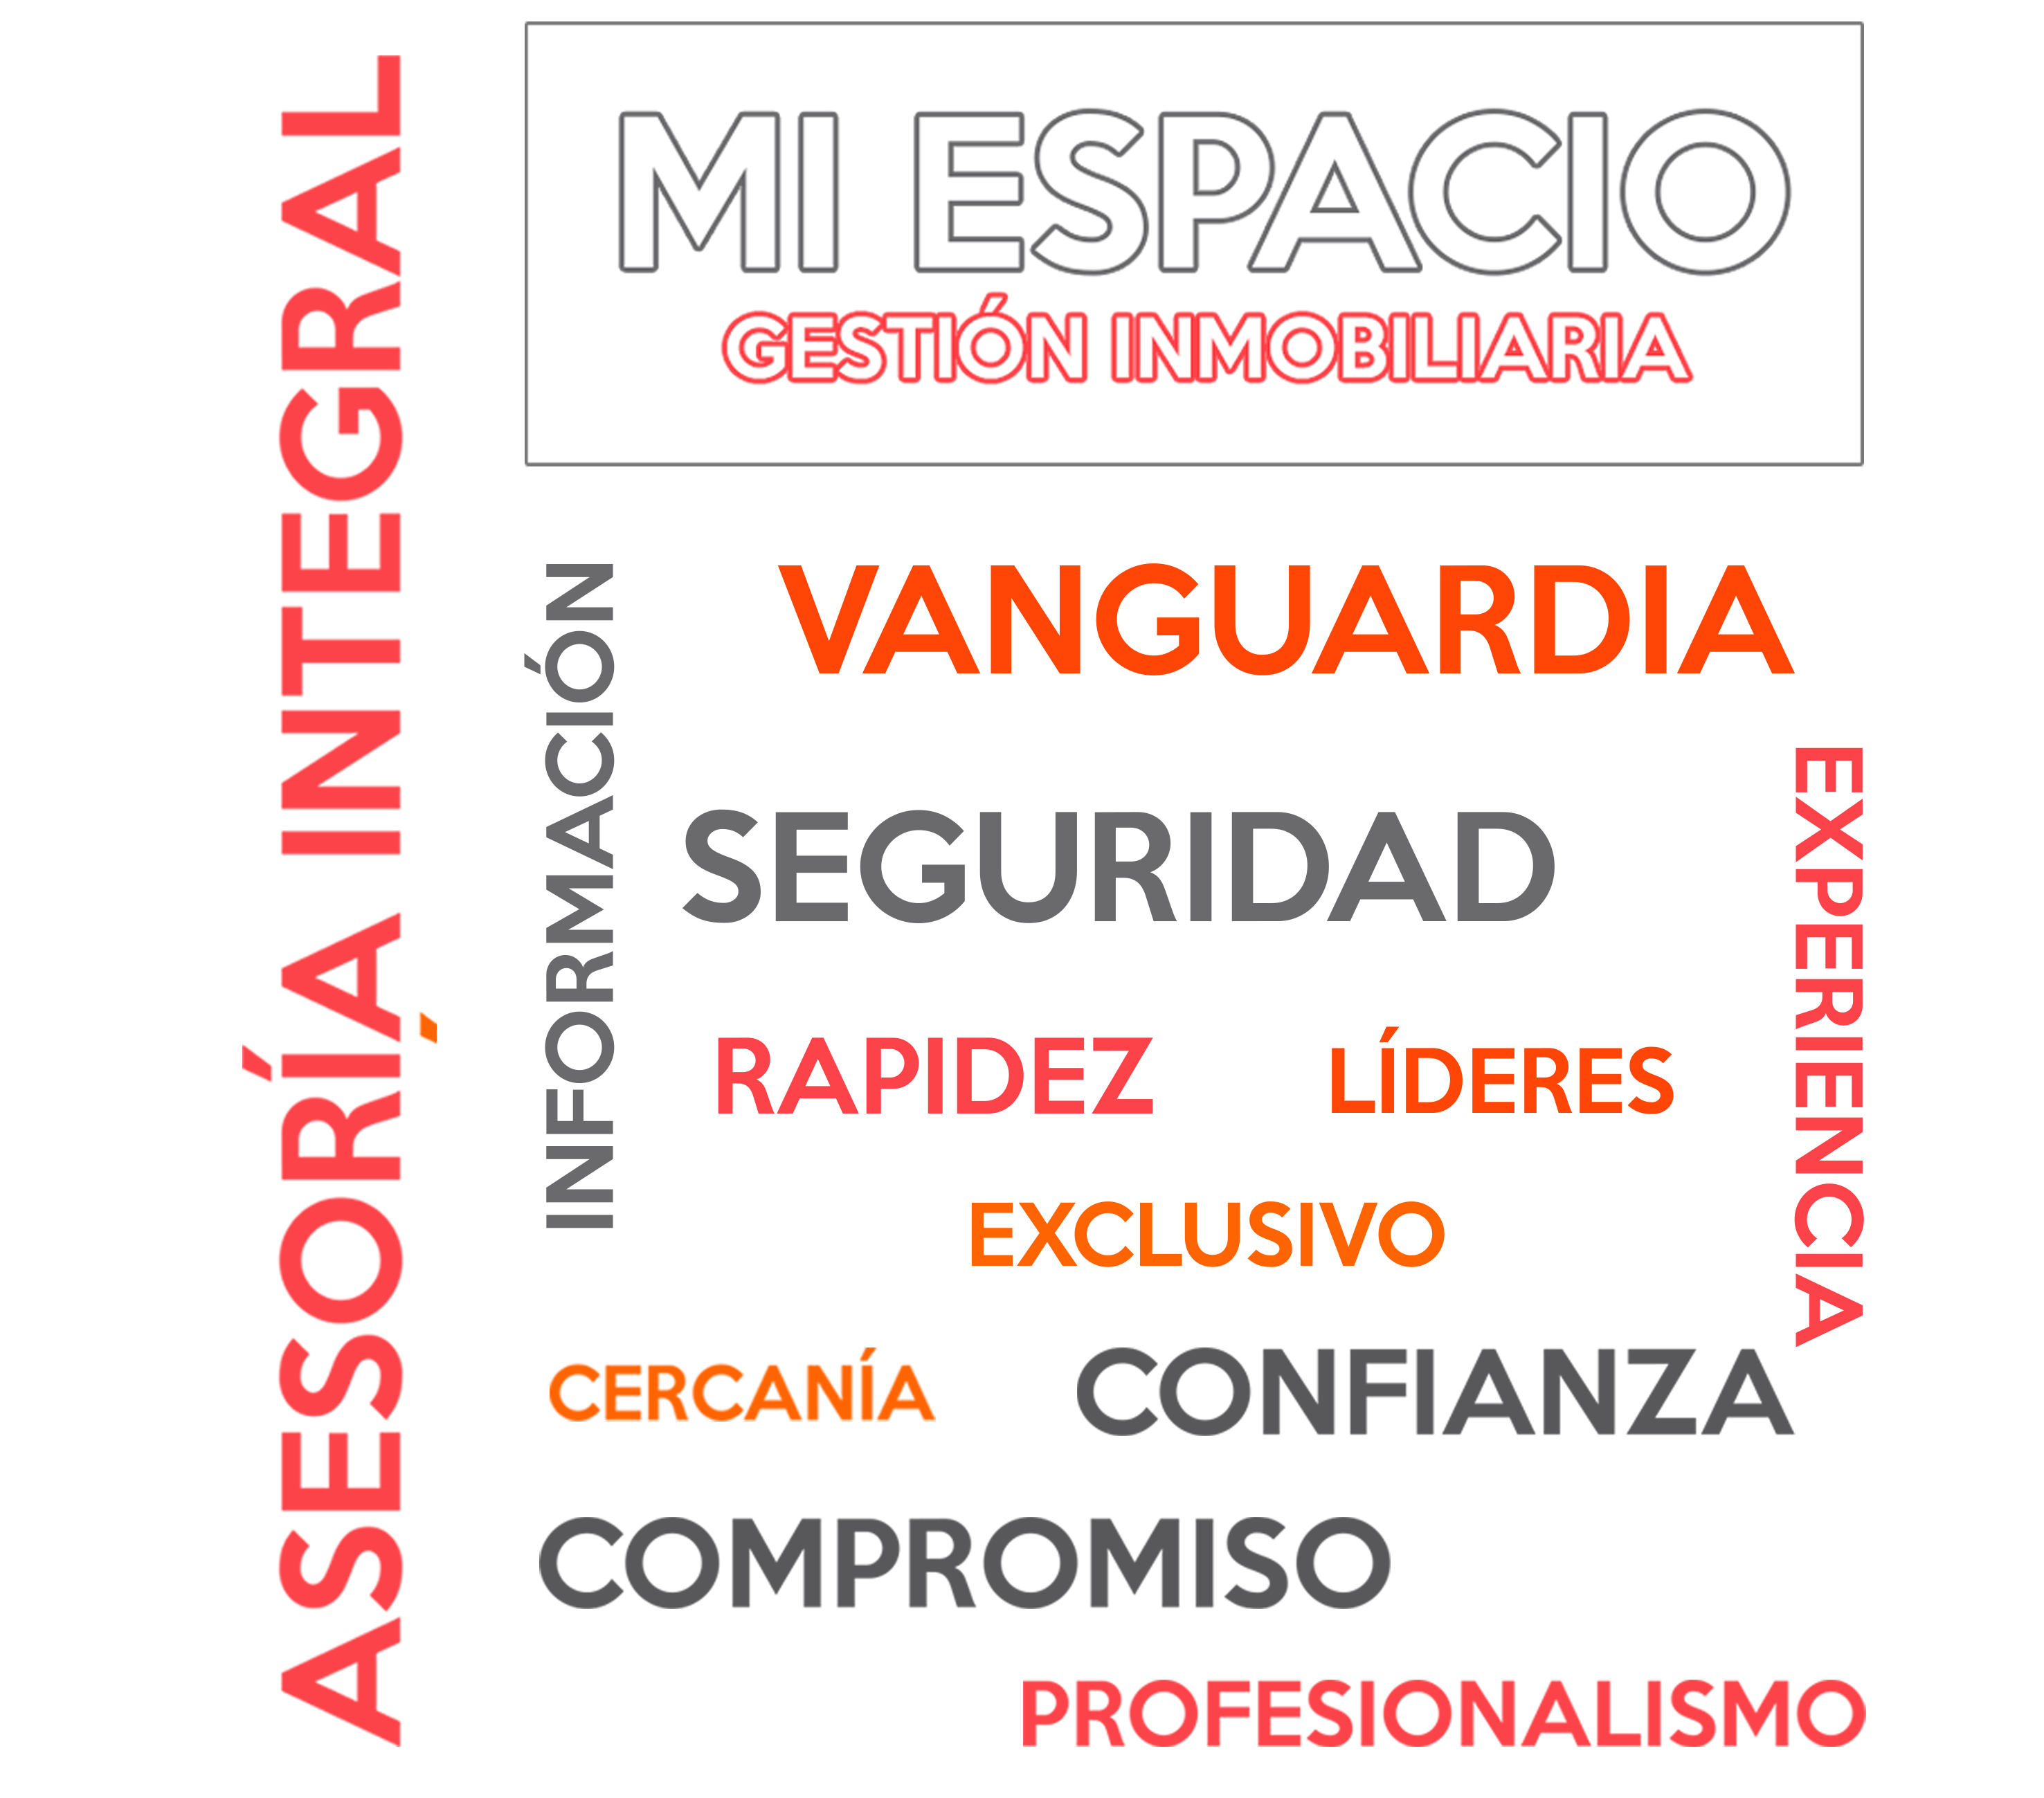 MI ESPACIO
GESTIÓN INMOBILIARIA
ASESORÍA INTEGRAL
INFORMACIÓN
VANGUARDIA
SEGURIDAD
EXPERIENCIA
RAPIDEZ
LÍDERES
EXCLUSIVO
CERCANÍA
CONFIANZA
COMPROMISO
PROFESIONALISMO